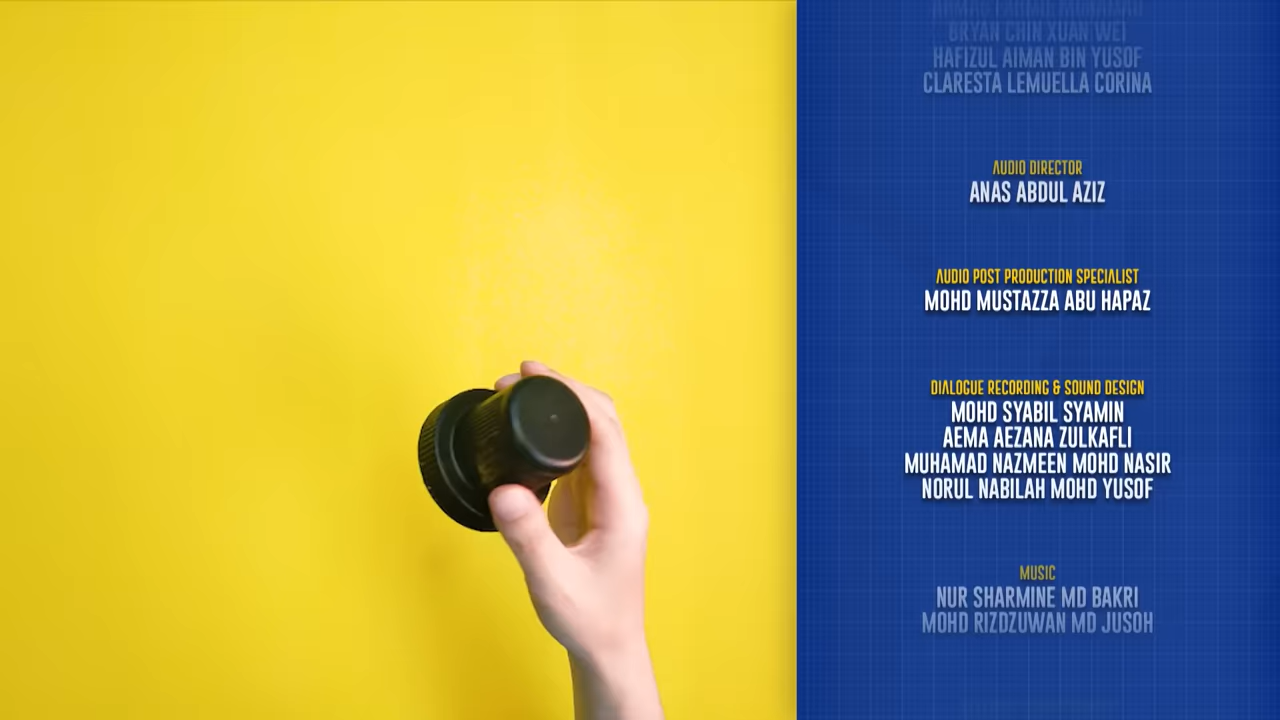 BRYAN CHIN XUAN WEI
HAFIZUL AIMAN BIN YUSOF
CLARESTA LEMUELLA CORINA
AUDIO DIRECTOR
ANAS ABDUL AZIZ
AUDIO POST PRODUCTION SPECIALIST
MOHD MUSTAZZA ABU HAPAZ
DIALOGUE RECORDING & SOUND DESIGN
MOHD SYABIL SYAMIN
AEMA AEZANA ZULKAFLI
MUHAMAD NAZMEEN MOHD NASIR
NORUL NABILAH MOHD YUSOF
MUSIC
NUR SHARMINE MD BAKRI
MOHD RIZDZUWAN MD JUSOH